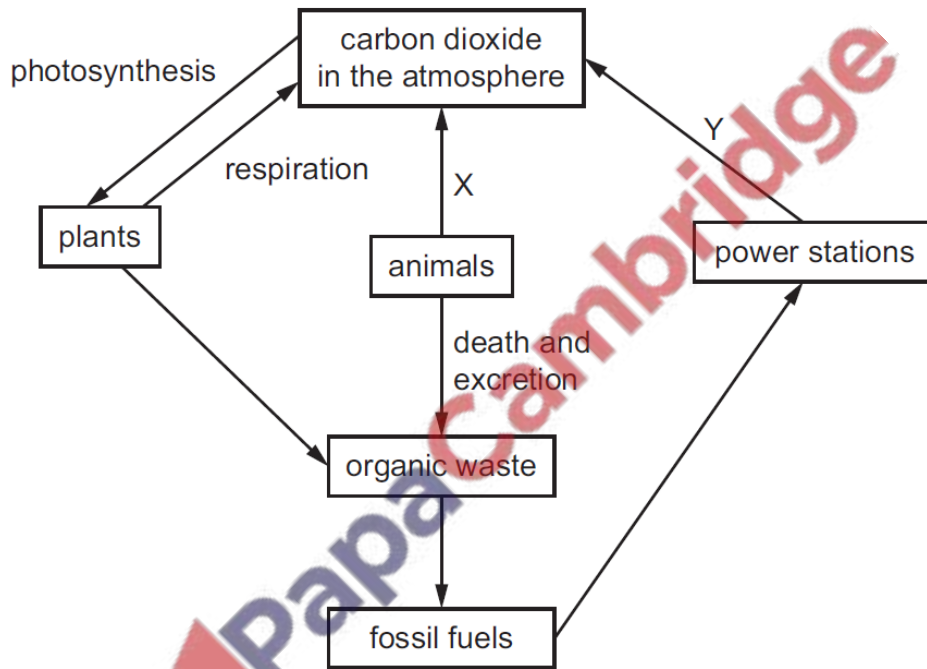 carbon dioxide
in the atmosphere
photosynthesis
respiration
X
Y
plants
animals
power stations
death and
excretion
organic waste
fossil fuels
PapaCambridge